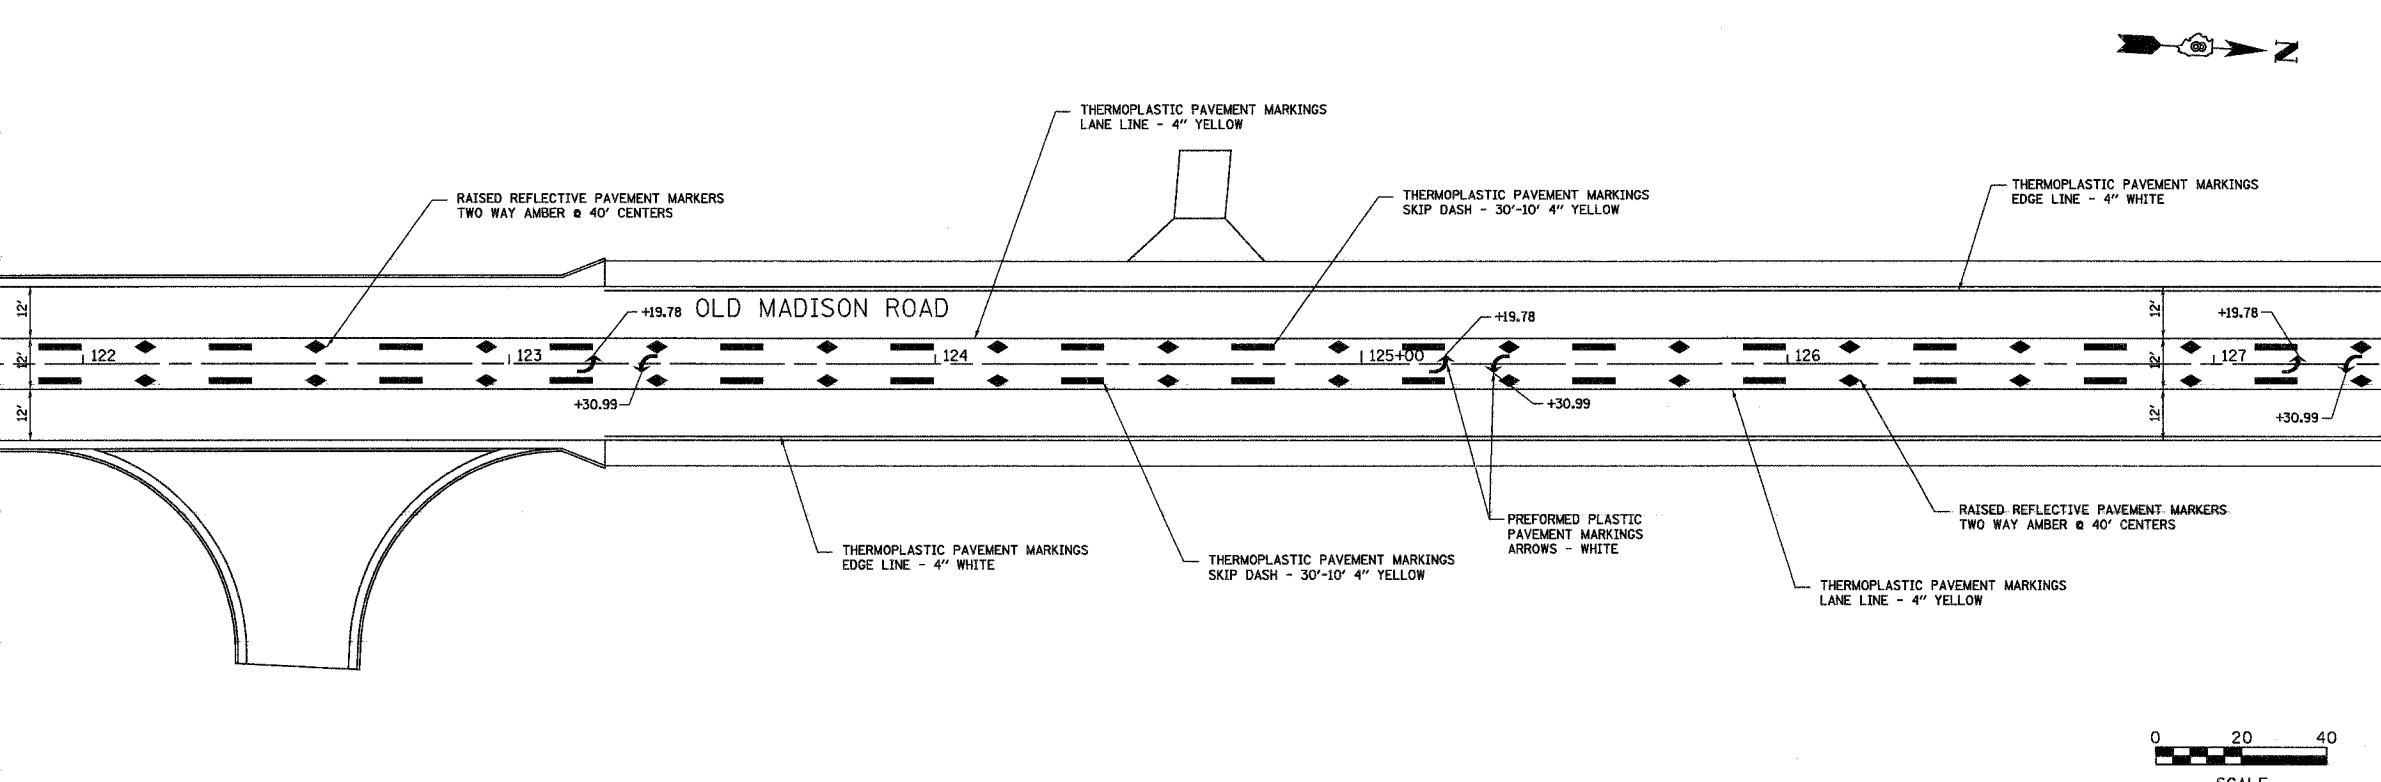 N
THERMOPLASTIC PAVEMENT MARKINGS
LANE LINE - 4" YELLOW
RAISED REFLECTIVE PAVEMENT MARKERS
TWO WAY AMBER @ 40' CENTERS
THERMOPLASTIC PAVEMENT MARKINGS
SKIP DASH - 30'-10' 4" YELLOW
THERMOPLASTIC PAVEMENT MARKINGS
EDGE LINE - 4" WHITE
12'
12'
12'
+19.78
OLD MADISON ROAD
+19.78
+19.78
12'
12'
12'
122
123
124
125+00
126
127
+30.99
+30.99
+30.99
RAISED REFLECTIVE PAVEMENT MARKERS
TWO WAY AMBER @ 40' CENTERS
PREFORMED PLASTIC
PAVEMENT MARKINGS
ARROWS - WHITE
THERMOPLASTIC PAVEMENT MARKINGS
EDGE LINE - 4" WHITE
THERMOPLASTIC PAVEMENT MARKINGS
SKIP DASH - 30'-10' 4" YELLOW
THERMOPLASTIC PAVEMENT MARKINGS
LANE LINE - 4" YELLOW
0 20 40
SCALE